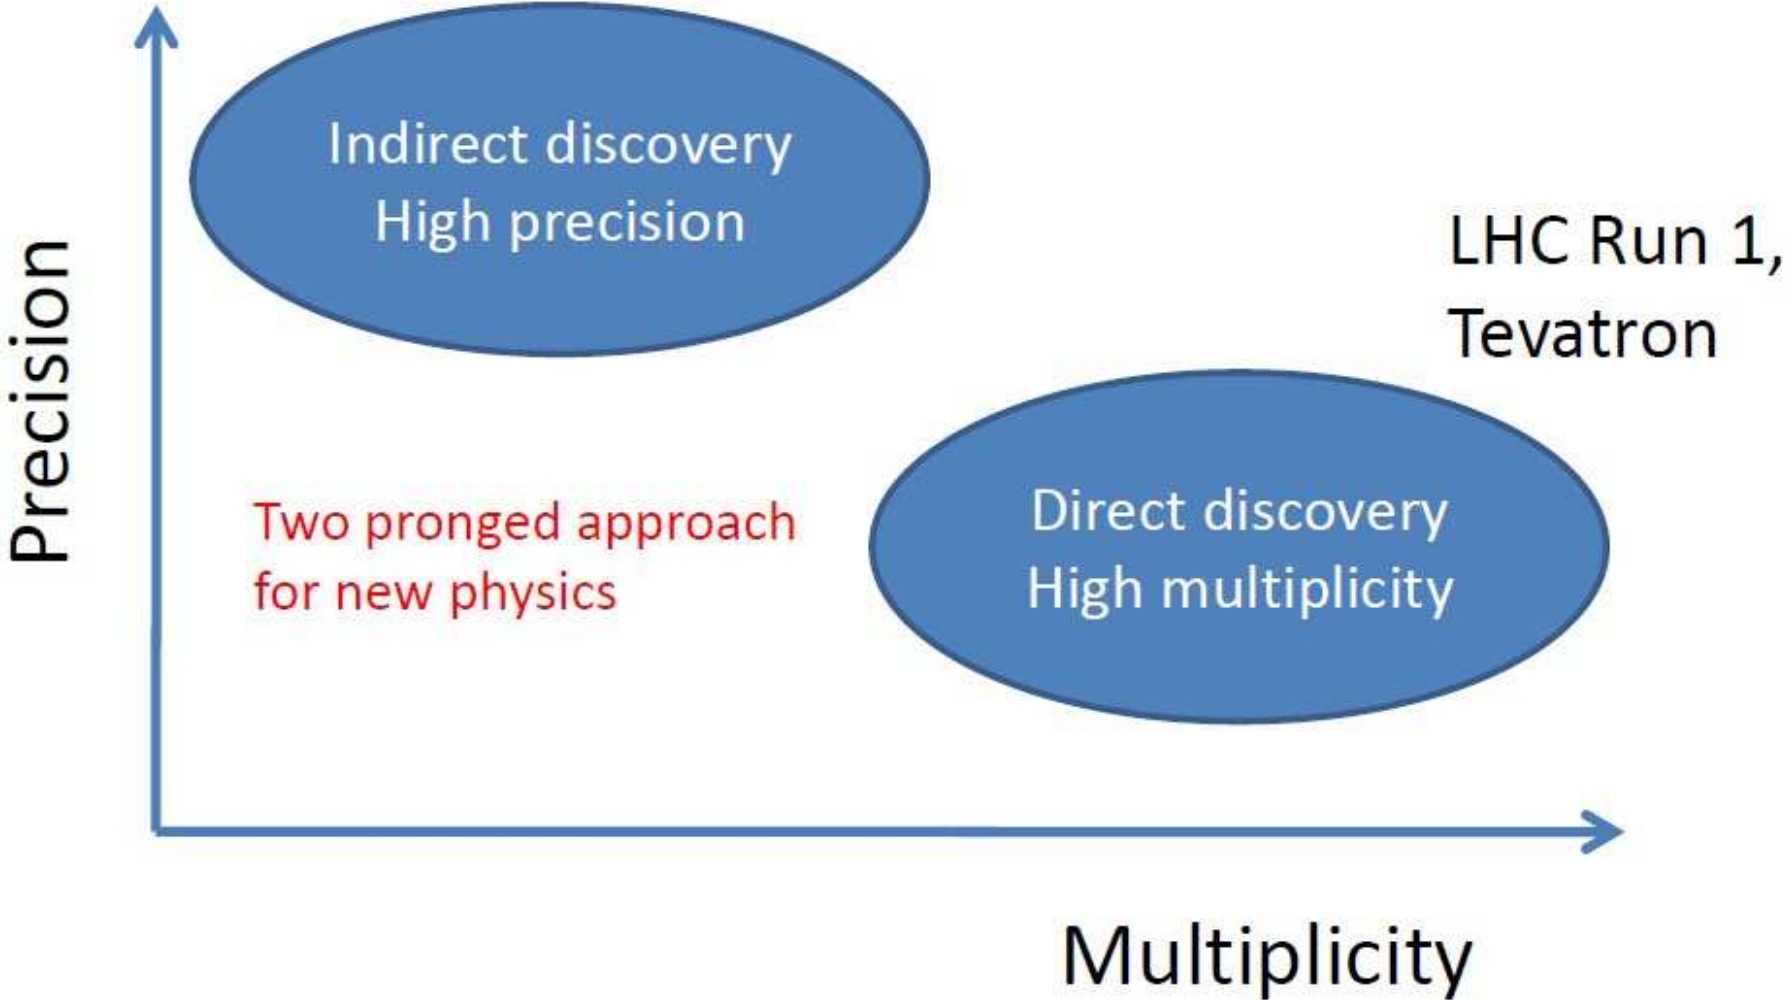 Precision
Indirect discovery
High precision
LHC Run 1,
Tevatron
Two pronged approach
for new physics
Direct discovery
High multiplicity
Multiplicity